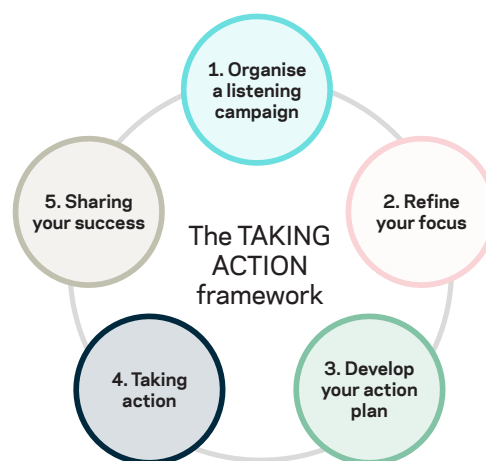 1. Organise
a listening
campaign
2. Refine
your focus
3. Develop
your action
plan
4. Taking
action
5. Sharing
your success
The TAKING
ACTION
framework